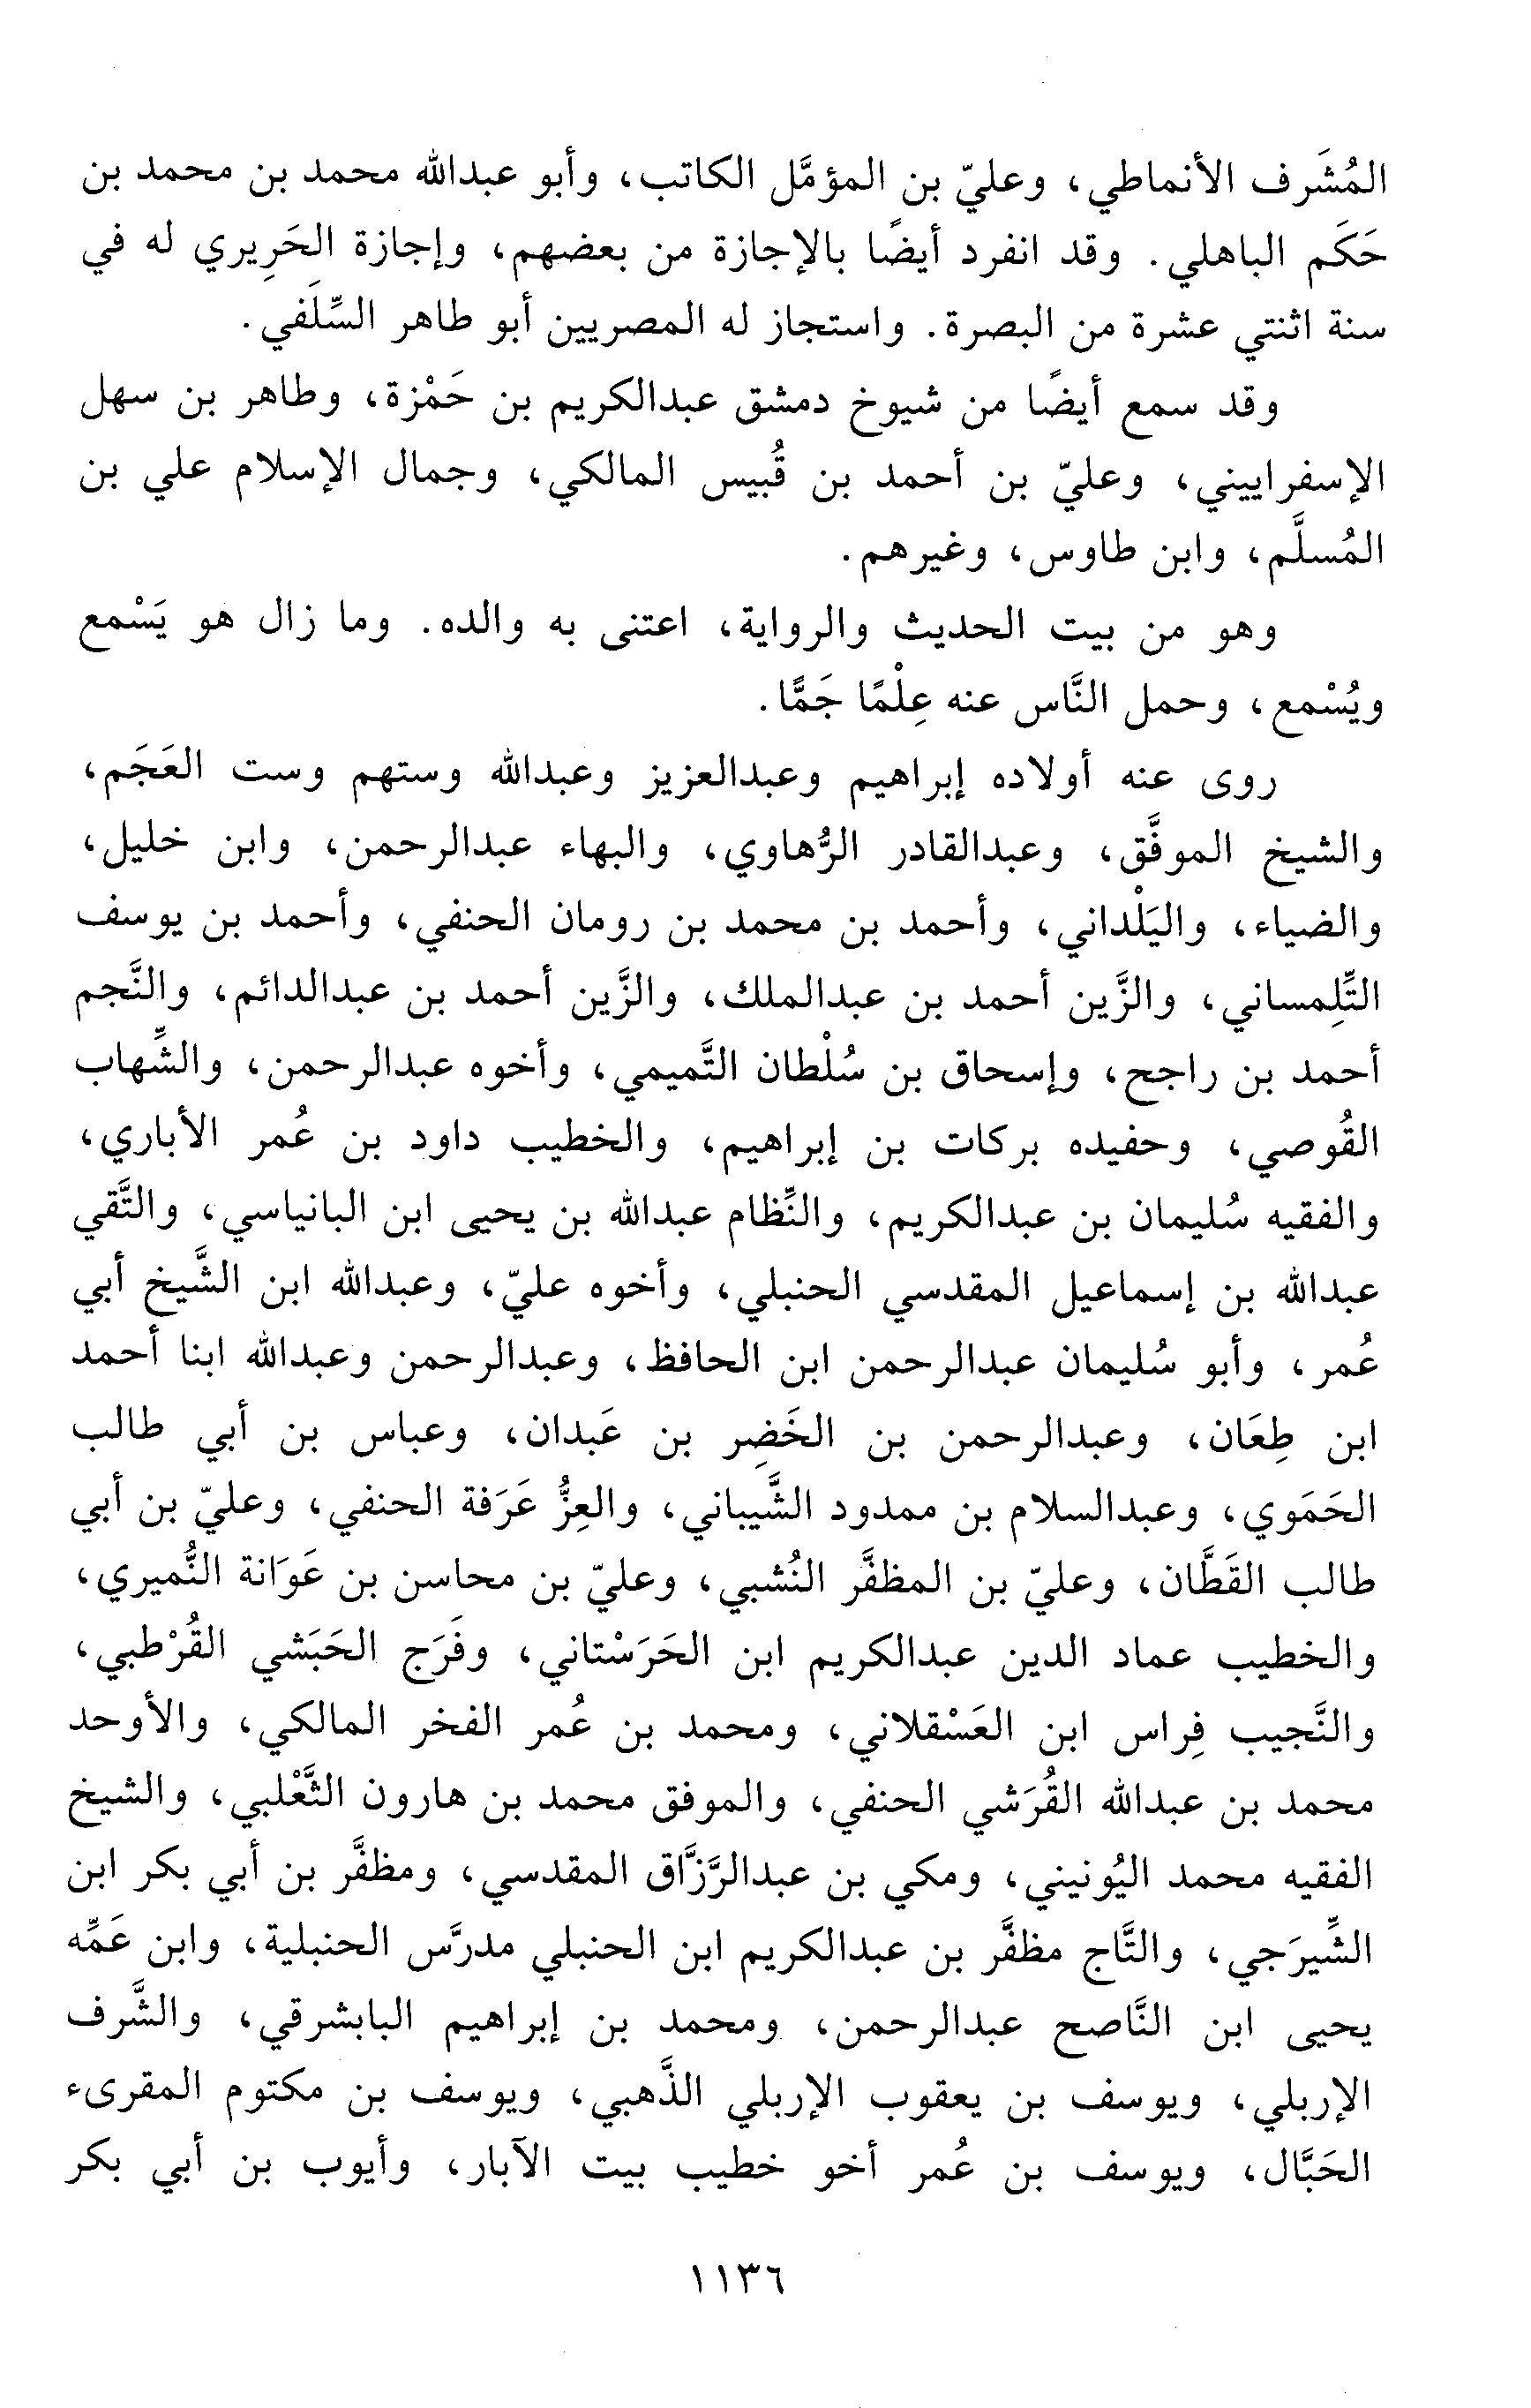 المُشَرف الأنماطي، وعليّ بن المؤمَّل الكاتب، وأبو عبدالله محمد بن محمد بن
حَكَم الباهلي. وقد انفرد أيضًا بالإجازة من بعضهم، وإجازة الحَرِيري له في
سنة اثنتي عشرة من البصرة. واستجاز له المصريين أبو طاهر السِّلَفي.
وقد سمع أيضًا من شيوخ دمشق عبدالكريم بن حَمْزة، وطاهر بن سهل
الإسفراييني، وعليّ بن أحمد بن قُبيس المالكي، وجمال الإسلام علي بن
المُسلَّم، وابن طاوس، وغيرهم.
وهو من بيت الحديث والرواية، اعتنى به والده. وما زال هو يَسْمع
ويُسْمع، وحمل النَّاس عنه عِلْمًا جَمًّا.
روى عنه أولاده إبراهيم وعبدالعزيز وعبدالله وستهم وست العَجَم،
والشيخ الموفَّق، وعبدالقادر الرُّهاوي، والبهاء عبدالرحمن، وابن خليل،
والضياء، واليَلْداني، وأحمد بن محمد بن رومان الحنفي، وأحمد بن يوسف
التِّلِمساني، والزَّين أحمد بن عبدالملك، والزَّين أحمد بن عبدالدائم، والنَّجم
أحمد بن راجح، وإسحاق بن سُلْطان التَّميمي، وأخوه عبدالرحمن، والشِّهاب
القُوصي، وحفيده بركات بن إبراهيم، والخطيب داود بن عُمر الأباري،
والفقيه سُليمان بن عبدالكريم، والنِّظام عبدالله بن يحيى ابن البانياسي، والتَّقي
عبدالله بن إسماعيل المقدسي الحنبلي، وأخوه عليّ، وعبدالله ابن الشَّيخ أبي
عُمر، وأبو سُليمان عبدالرحمن ابن الحافظ، وعبدالرحمن وعبدالله ابنا أحمد
ابن طِعَان، وعبدالرحمن بن الخَضِر بن عَبدان، وعباس بن أبي طالب
الحَمَوي، وعبدالسلام بن ممدود الشَّيباني، والعِزُّ عَرَفة الحنفي، وعليّ بن أبي
طالب القَطَّان، وعليّ بن المظفَّر النُشبي، وعليّ بن محاسن بن عَوَانة النُّميري،
والخطيب عماد الدين عبدالكريم ابن الحَرَسْتاني، وفَرَج الحَبَشي القُرْطبي،
والنَّجيب فِراس ابن العَسْقلاني، ومحمد بن عُمر الفخر المالكي، والأوحد
محمد بن عبدالله القُرَشي الحنفي، والموفق محمد بن هارون الثَّعْلبي، والشيخ
الفقيه محمد اليُونيني، ومكي بن عبدالرَّزَّاق المقدسي، ومظفَّر بن أبي بكر ابن
الشِّيرَجي، والتَّاج مظفَّر بن عبدالكريم ابن الحنبلي مدرَّس الحنبلية، وابن عَمِّه
يحيى ابن النَّاصح عبدالرحمن، ومحمد بن إبراهيم البابشرقي، والشَّرف
الإربلي، ويوسف بن يعقوب الإربلي الذَّهبي، ويوسف بن مكتوم المقرىء
الحَبَّال، ويوسف بن عُمر أخو خطيب بيت الآبار، وأيوب بن أبي بكر
١١٣٦